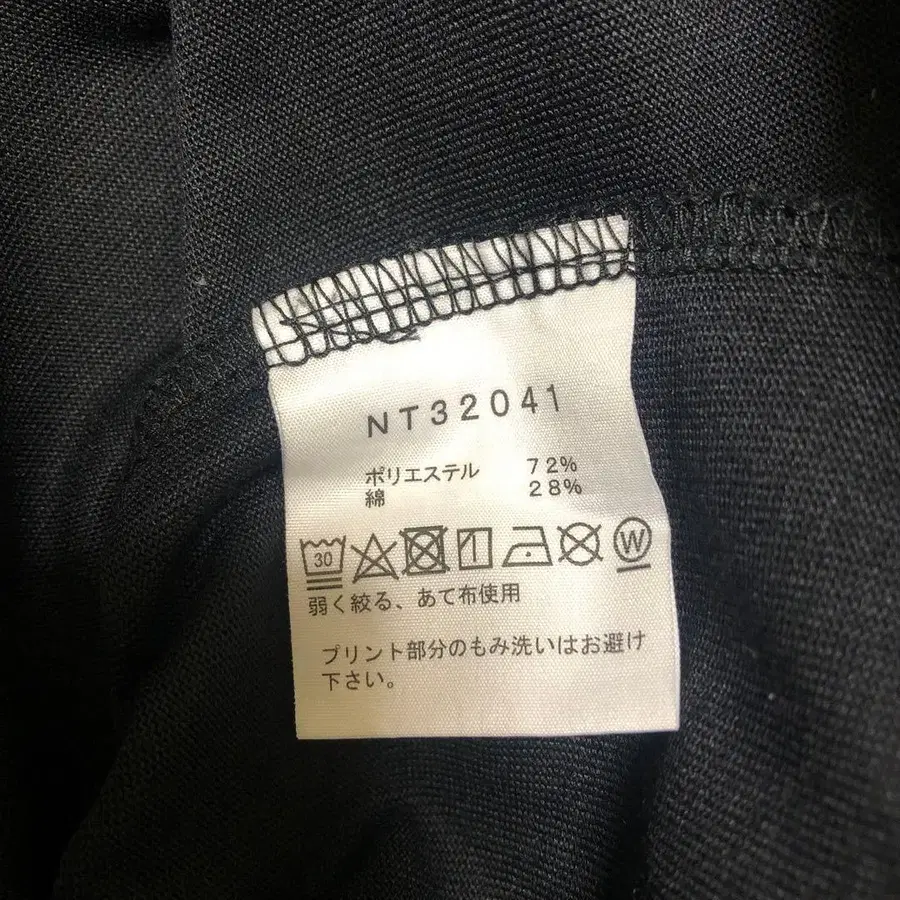 NT32041
ポリエステル 72%
綿 28%
30 W
弱く絞る、あて布使用
プリント部分のもみ洗いはお避け
下さい。